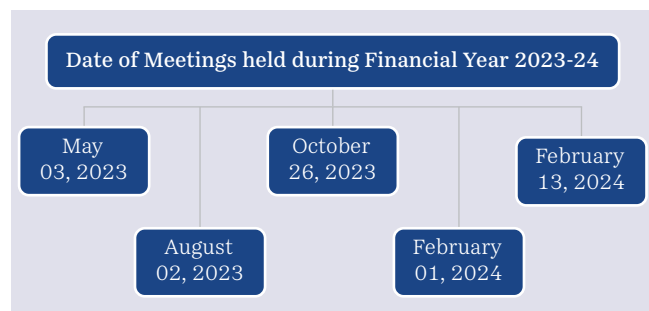 Date of Meetings held during Financial Year 2023-24
May
03, 2023
August
02, 2023
October
26, 2023
February
01, 2024
February
13, 2024